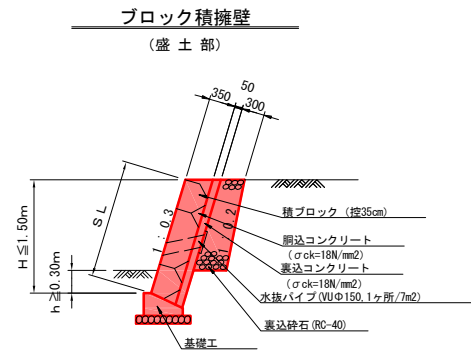 ブロック積擁壁
(盛 土 部)
50
350
300
SL
H≦1.50m
h≧0.30m
1:0.3
0.2
積ブロック (控35cm)
胴込コンクリート
(σck=18N/mm2)
裏込コンクリート
(σck=18N/mm2)
水抜パイプ(VUΦ150,1ヶ所/7m2)
裏込砕石(RC-40)
基礎工